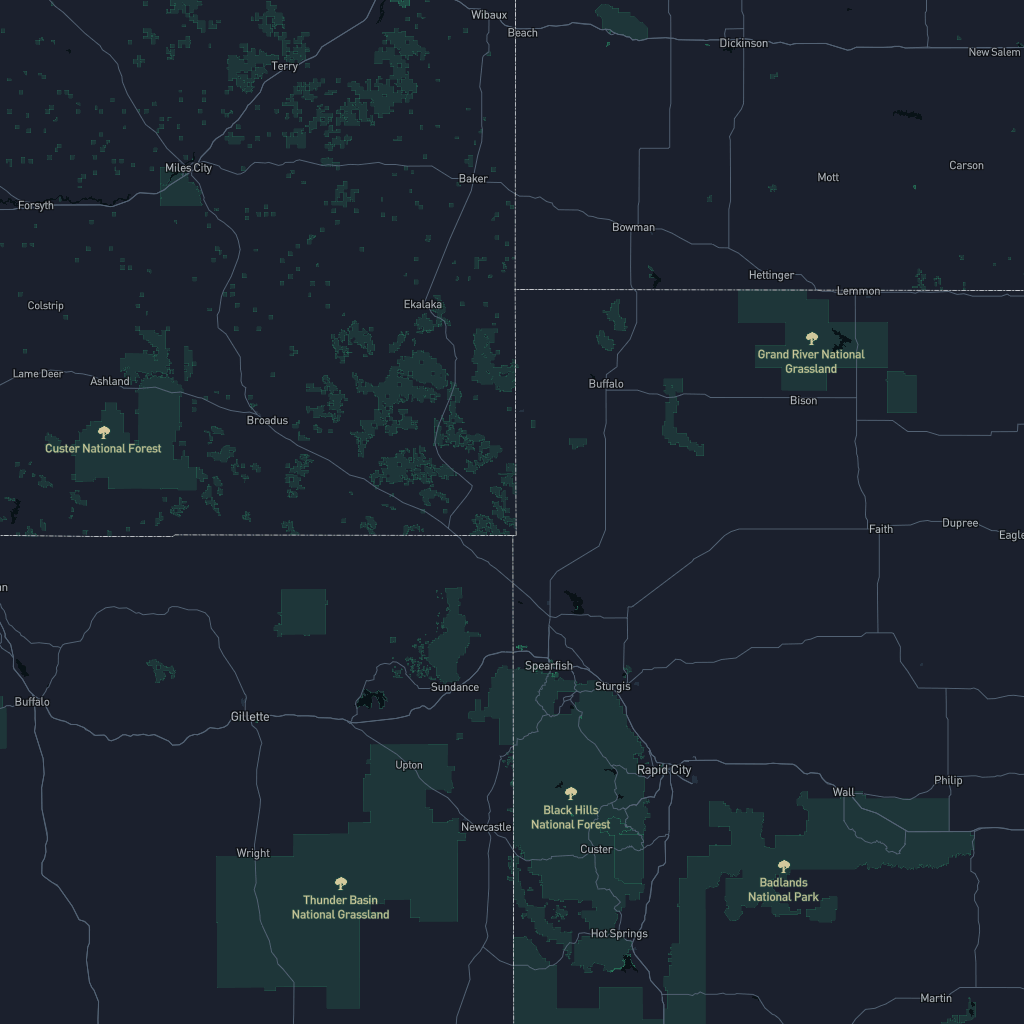 Wibaux
Beach
Dickinson
New Salem
Terry
Miles City
Baker
Mott
Carson
Forsyth
Bowman
Hettinger
Lemmon
Colstrip
Ekalaka
Grand River National
Grassland
Lame Deer
Ashland
Buffalo
Bison
Broadus
Custer National Forest
Faith
Dupree
Eagle
Spearfish
Sundance
Sturgis
Buffalo
Gillette
Upton
Rapid City
Philip
Wall
Black Hills
National Forest
Newcastle
Custer
Wright
Badlands
National Park
Thunder Basin
National Grassland
Hot Springs
Martin